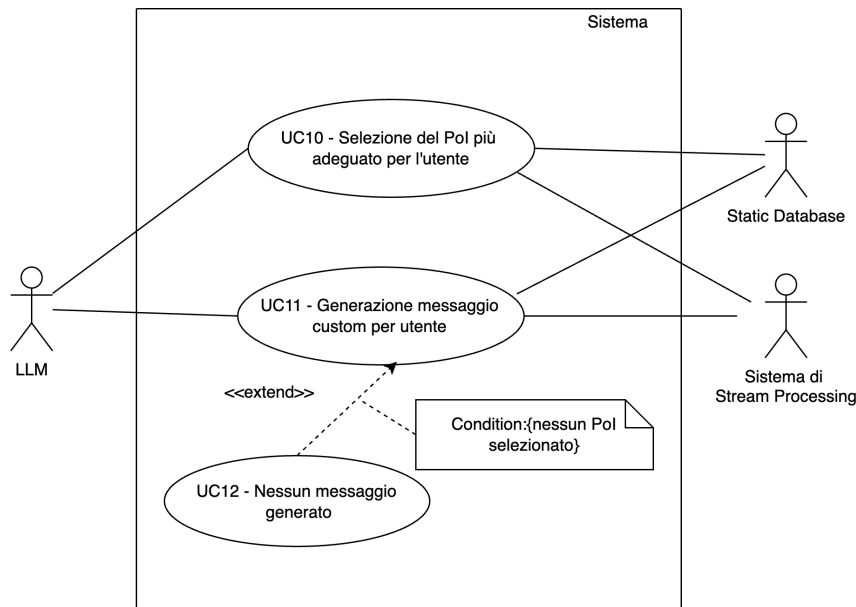 Sistema
UC10 - Selezione del PoI più
adeguato per l'utente
Static Database
UC11 - Generazione messaggio
custom per utente
LLM
Sistema di
Stream Processing
<<extend>>
Condition:{nessun PoI
selezionato}
UC12 - Nessun messaggio
generato